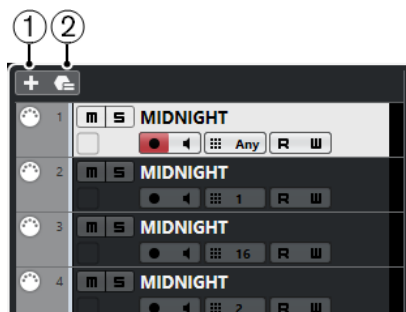 1 2
+
1 m S MIDNIGHT
Any R W
2 m S MIDNIGHT
1 R W
3 m S MIDNIGHT
16 R W
4 m S MIDNIGHT
2 R W